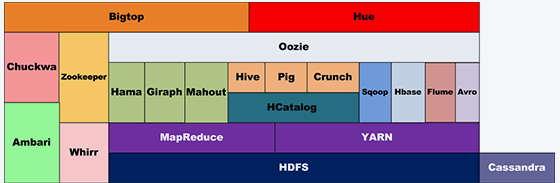 Bigtop
Hue
Oozie
Chuckwa
Zookeeper
Hama
Giraph
Mahout
Hive
Pig
Crunch
HCatalog
Sqoop
Hbase
Flume
Avro
Ambari
Whirr
MapReduce
YARN
HDFS
Cassandra